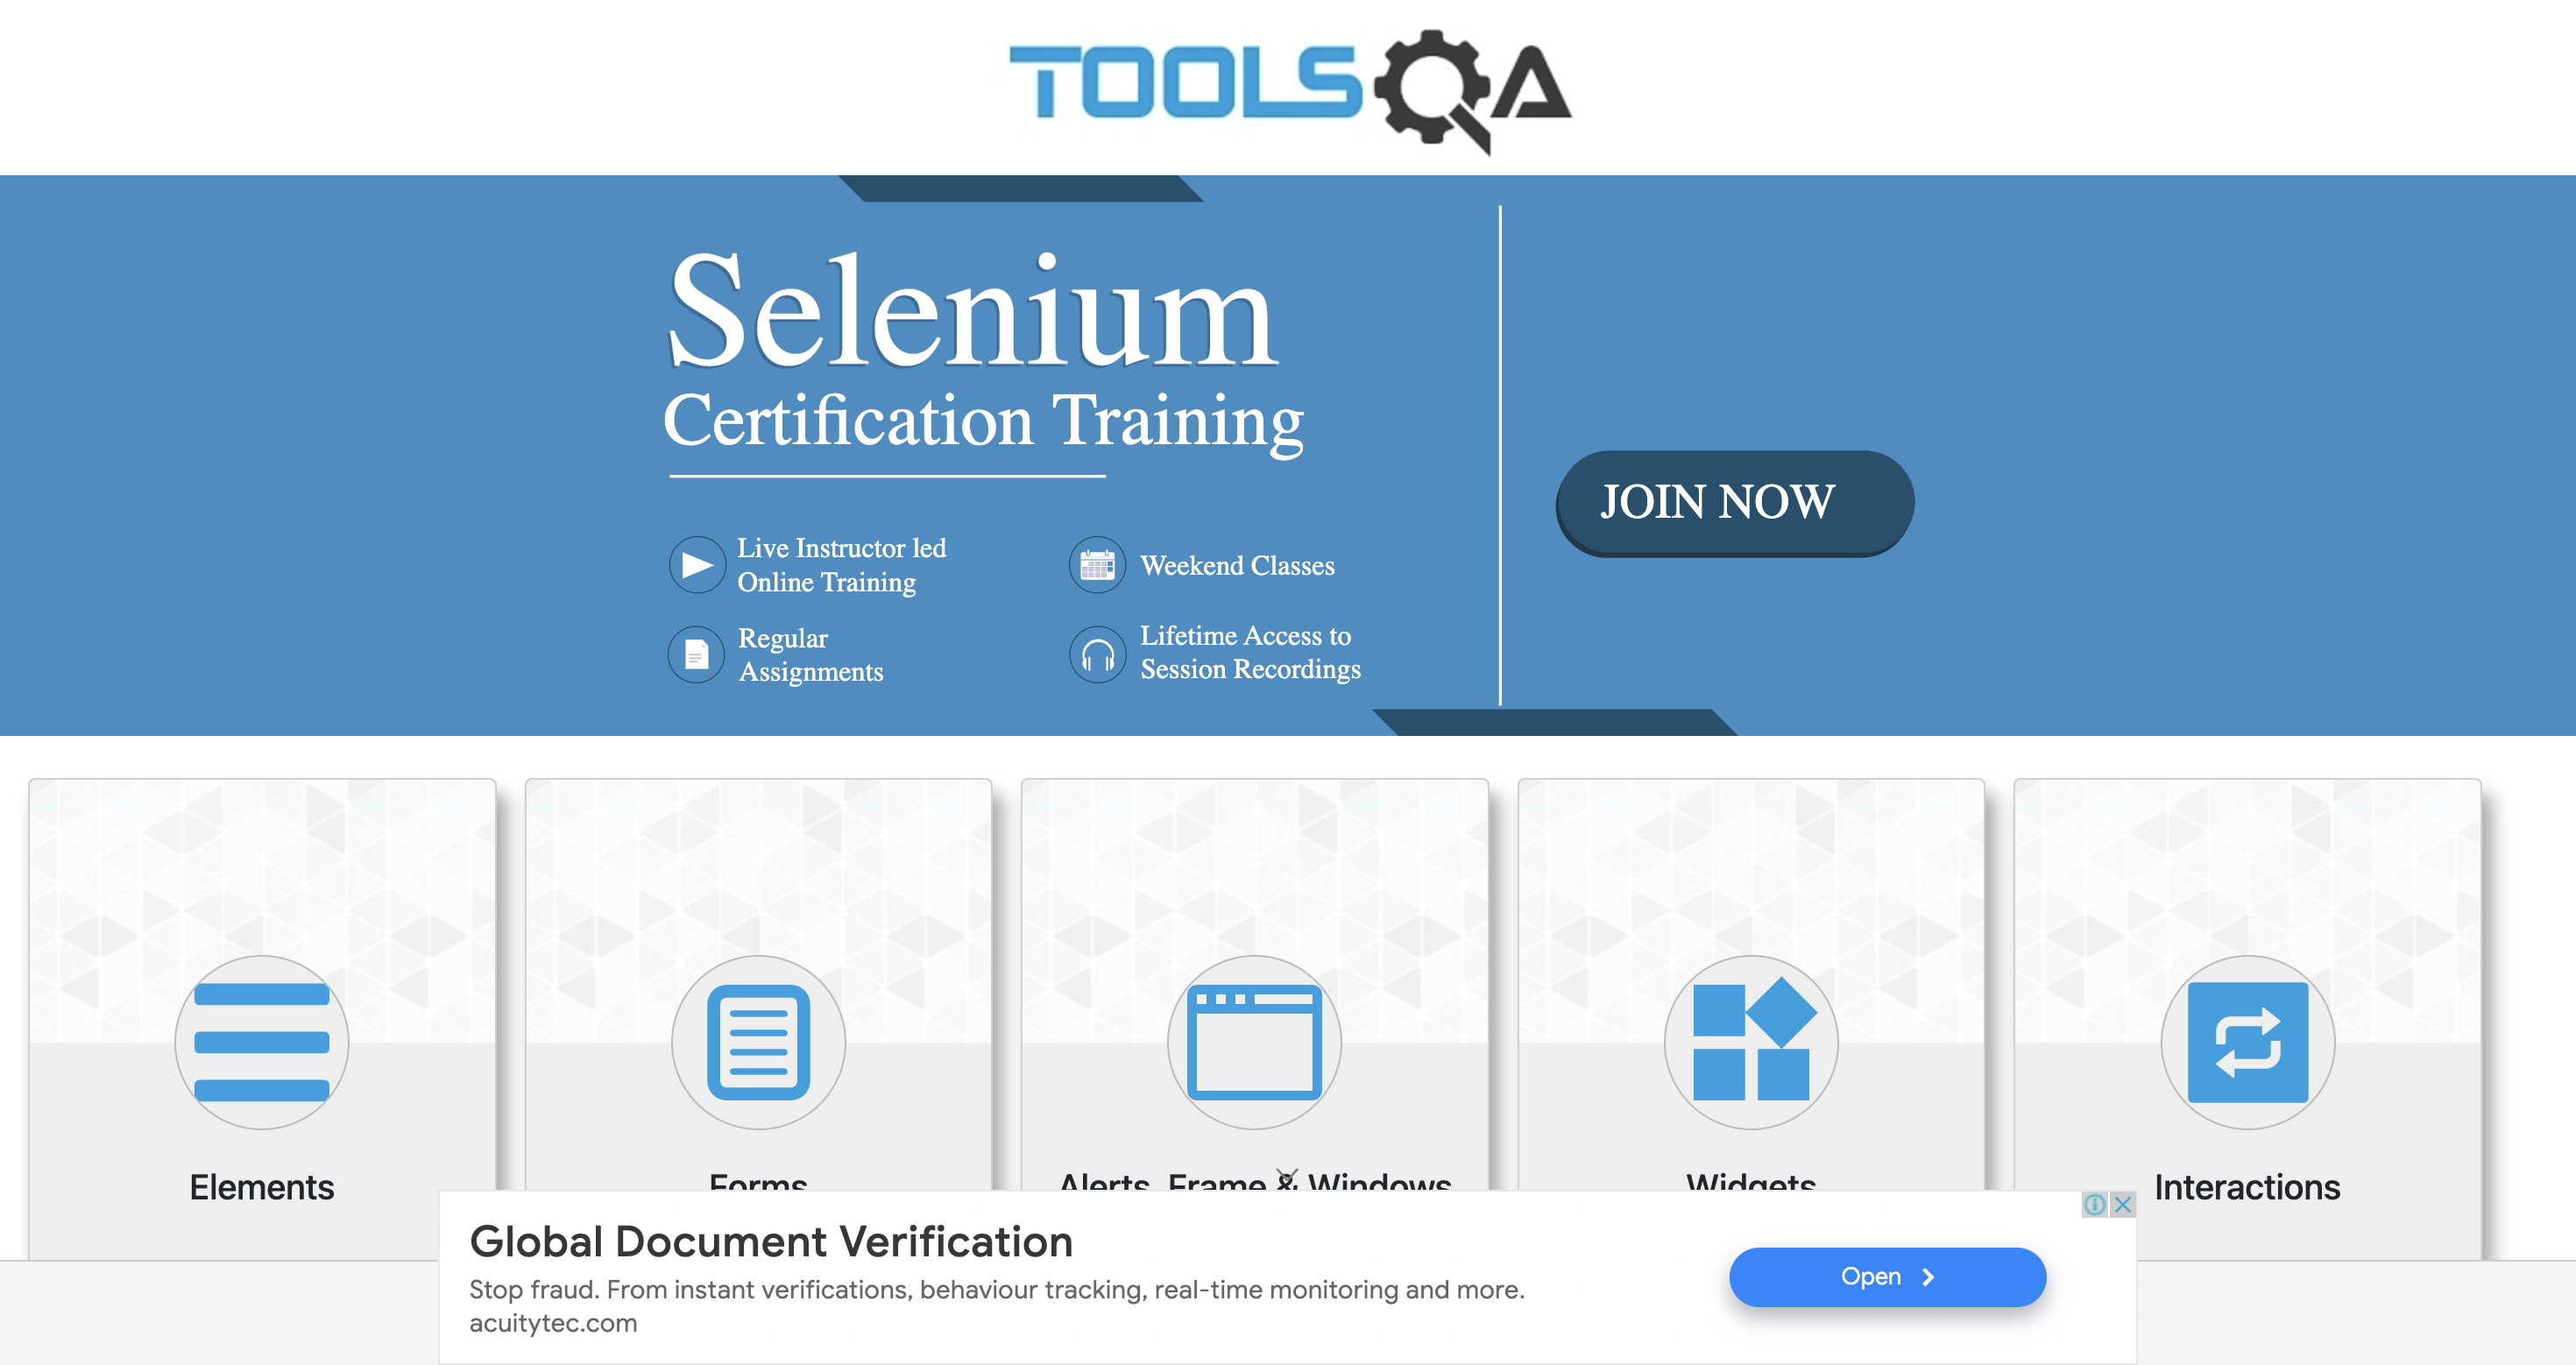 TOOLSQA
Selenium
Certification Training
JOIN NOW
Live Instructor led
Online Training
Weekend Classes
Regular
Assignments
Lifetime Access to
Session Recordings
Elements
Forms
Alerts, Frame & Windows
Widgets
Interactions
Global Document Verification
Stop fraud. From instant verifications, behaviour tracking, real-time monitoring and more.
acuitytec.com
Open